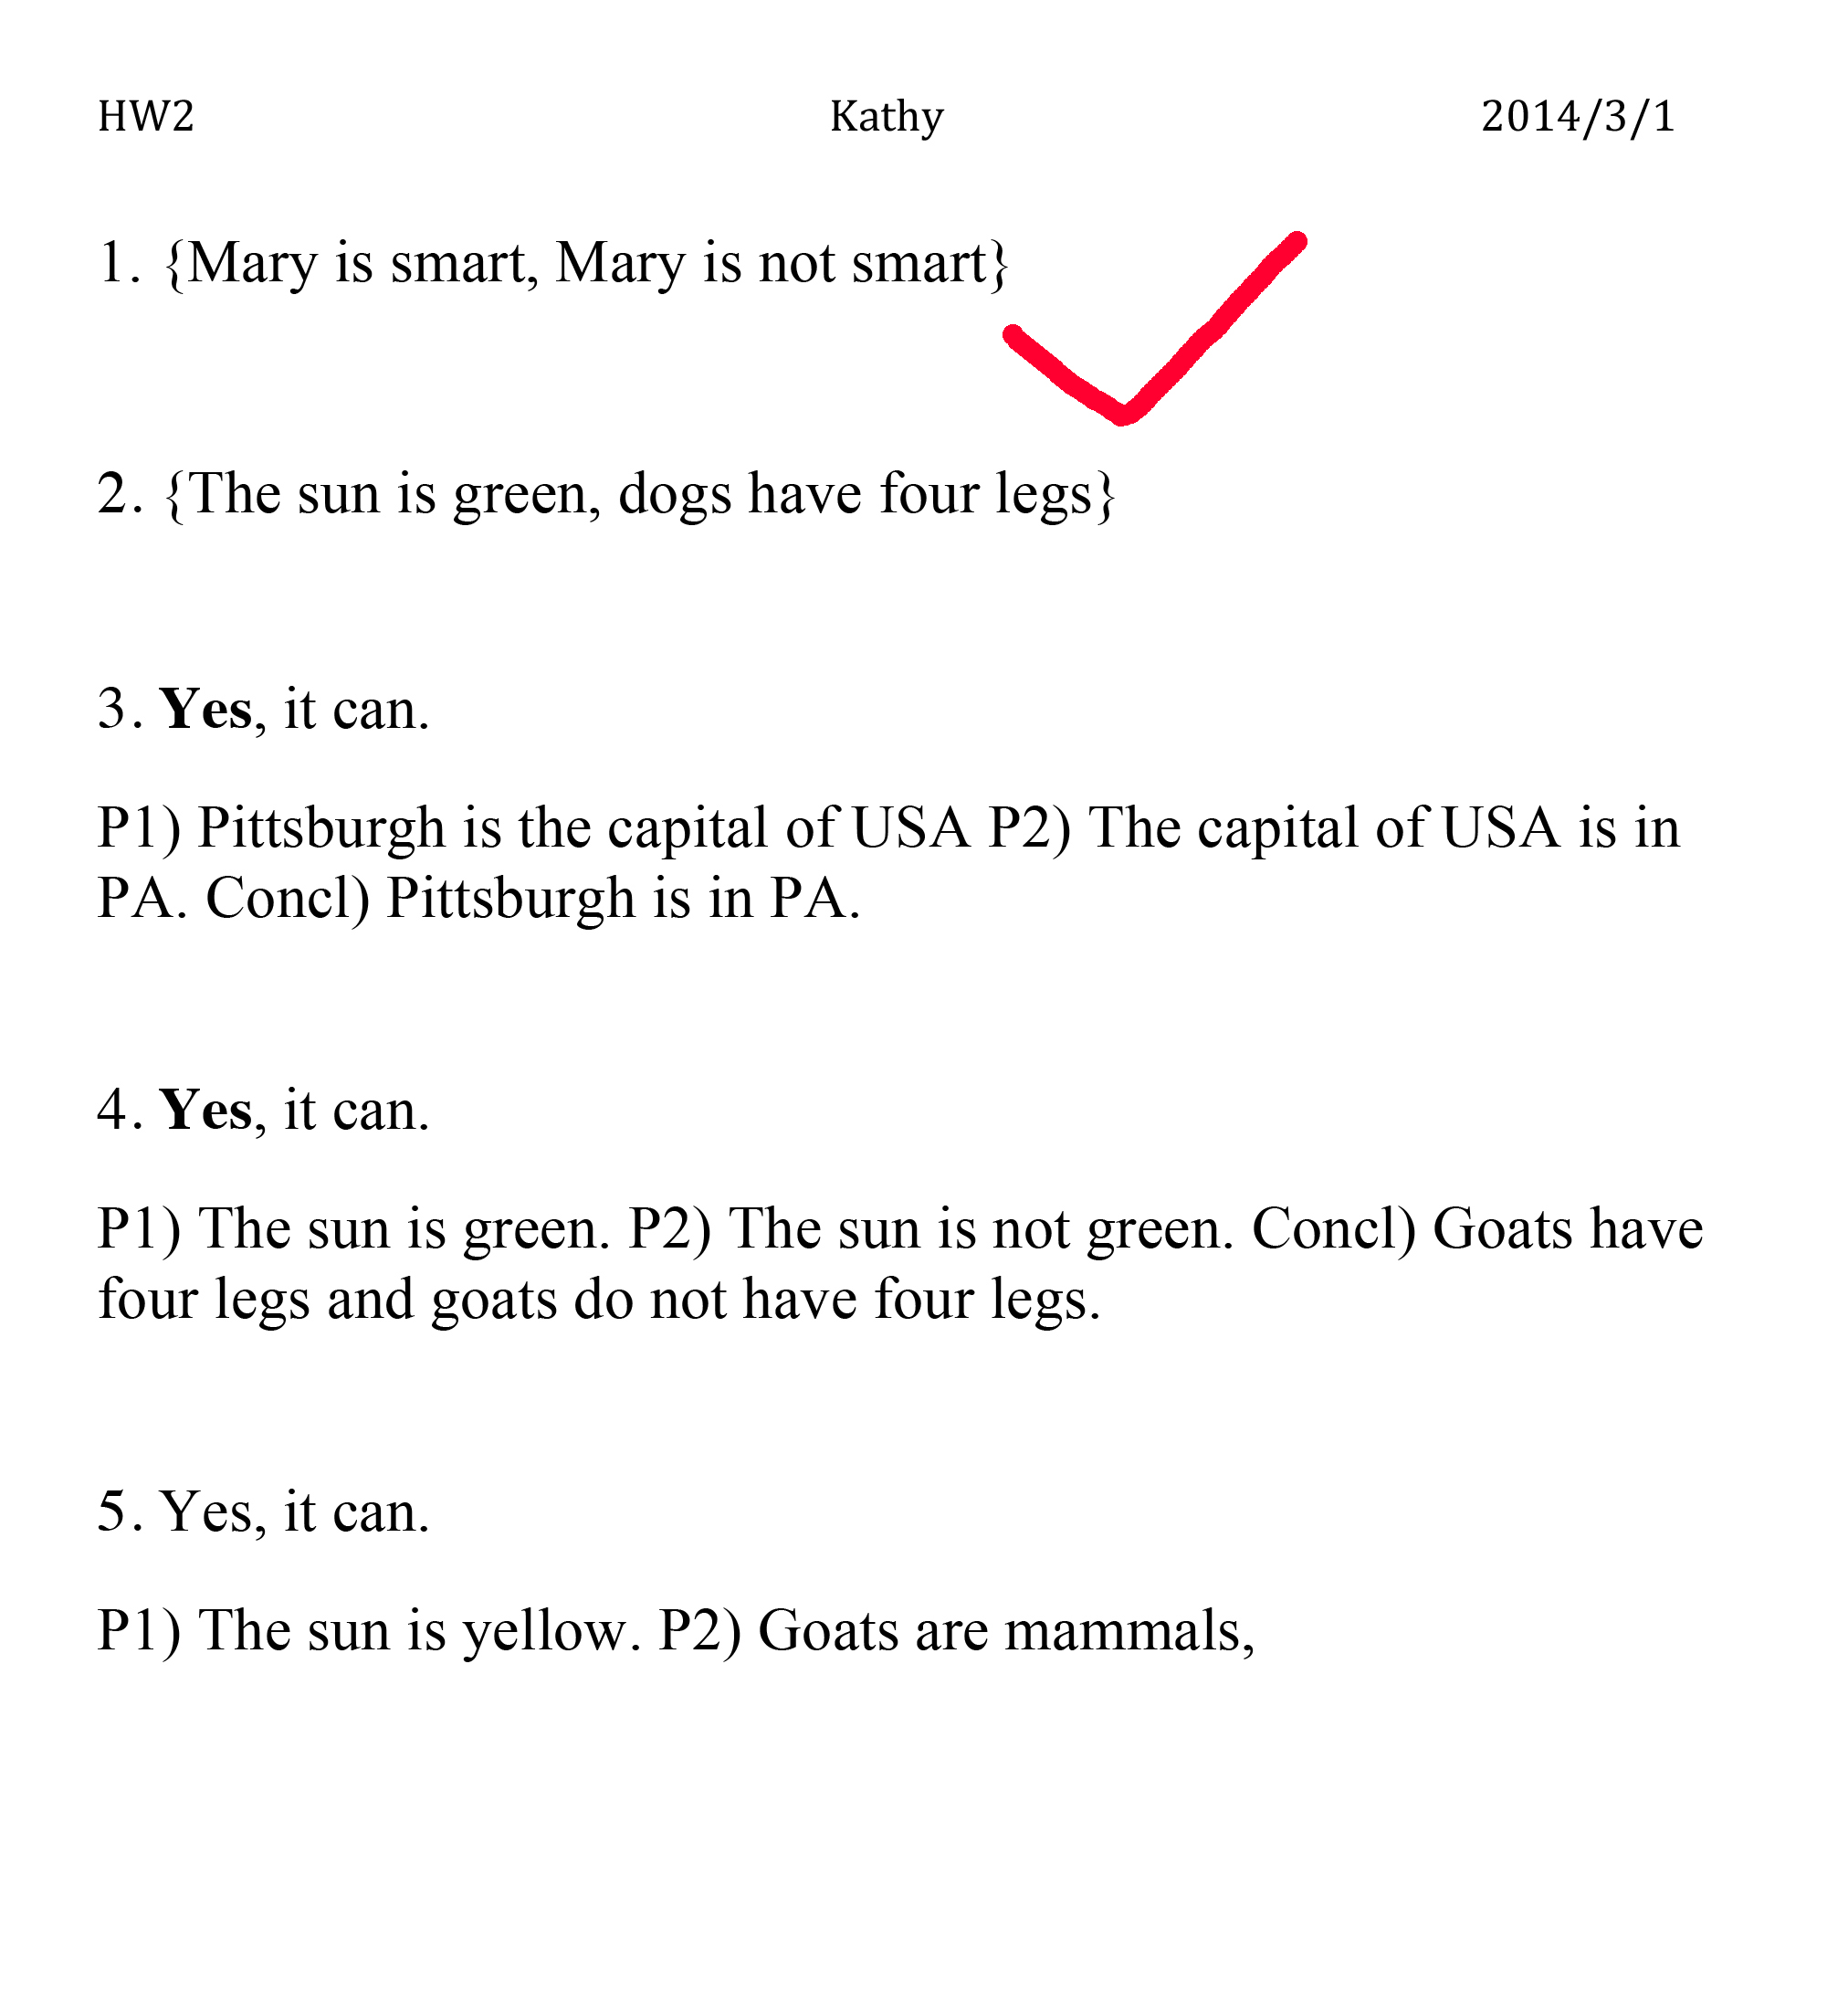 HW2 Kathy 2014/3/1
1. {Mary is smart, Mary is not smart}
2. {The sun is green, dogs have four legs}
3. Yes, it can.
P1) Pittsburgh is the capital of USA P2) The capital of USA is in
PA. Concl) Pittsburgh is in PA.
4. Yes, it can.
P1) The sun is green. P2) The sun is not green. Concl) Goats have
four legs and goats do not have four legs.
5. Yes, it can.
P1) The sun is yellow. P2) Goats are mammals,